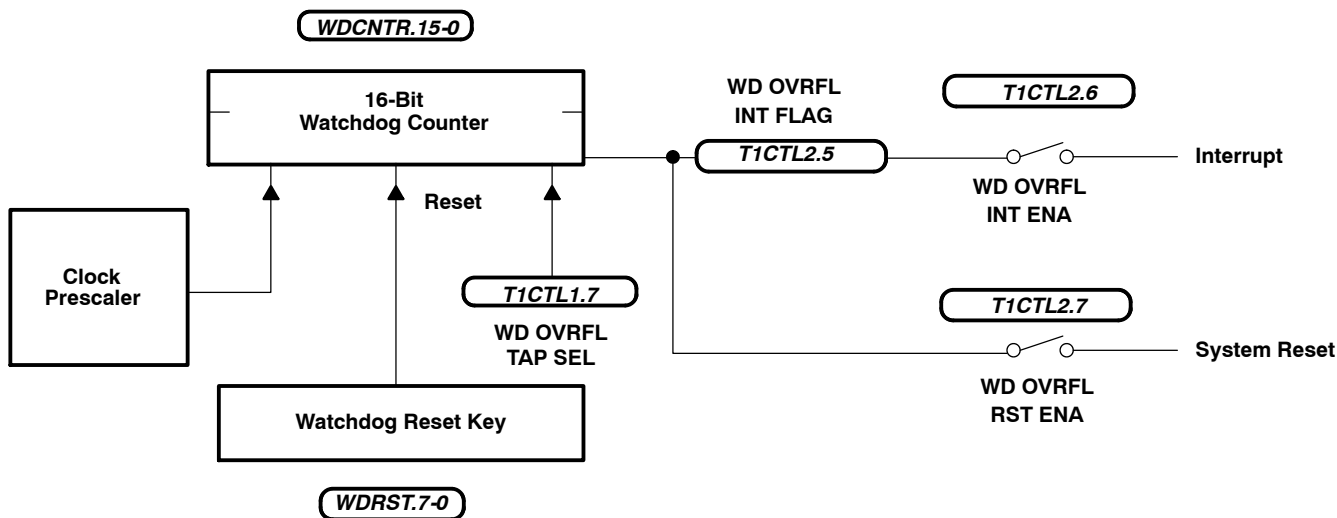 WDCNTR.15-0
16-Bit
Watchdog Counter
WD OVRFL
INT FLAG
T1CTL2.5
T1CTL2.6
WD OVRFL
INT ENA
Interrupt
Reset
Clock
Prescaler
T1CTL1.7
WD OVRFL
TAP SEL
T1CTL2.7
WD OVRFL
RST ENA
System Reset
Watchdog Reset Key
WDRST.7-0